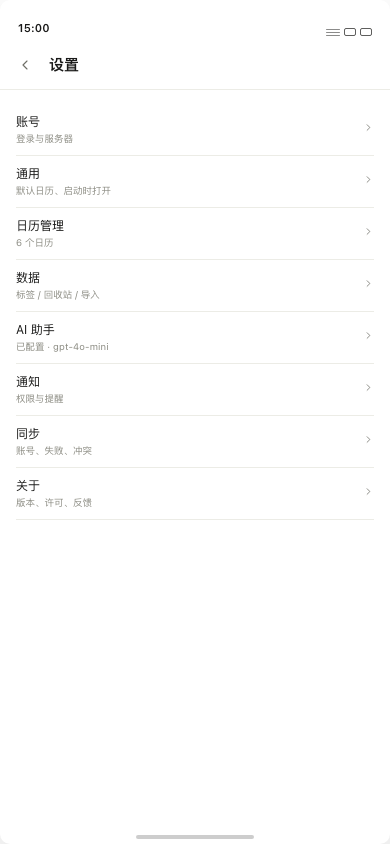 15:00
设置
账号
登录与服务器
通用
默认日历、启动时打开
日历管理
6 个日历
数据
标签 / 回收站 / 导入
AI 助手
已配置 · gpt-4o-mini
通知
权限与提醒
同步
账号、失败、冲突
关于
版本、许可、反馈